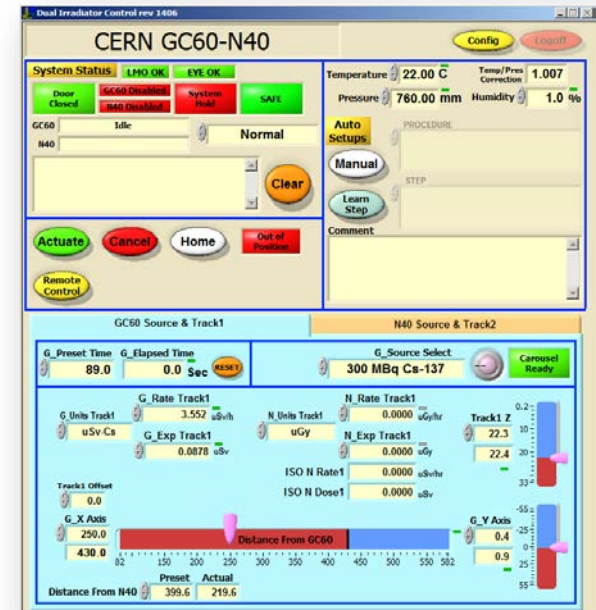 Dual Irradiator Control rev 1406
CERN GC60-N40
Config
Logoff
System Status
LMO OK
EYE OK
Door Closed
GC60 Disabled
N40 Disabled
System Hold
SAFE
GC60
Idle
N40
Normal
Clear
Actuate
Cancel
Home
Out of Position
Remote Control
Temperature 22.00 C
Temp/Pres Correction 1.007
Pressure 760.00 mm
Humidity 1.0 %
Auto Setups
PROCEDURE
Manual
STEP
Learn Step
Comment
GC60 Source & Track1
N40 Source & Track2
G_Preset Time
89.0
G_Elapsed Time
0.0 Sec
RESET
G_Source Select
300 MBq Cs-137
Carousel Ready
G_Units Track1
uSv-Cs
G_Rate Track1
3.552 uSv/h
G_Exp Track1
0.0878 uSv
N_Units Track1
uGy
N_Rate Track1
0.0000 uGy/hr
N_Exp Track1
0.0000 uGy
ISO N Rate1 0.0000 uSv/hr
ISO N Dose1 0.0000 uSv
Track1 Z
22.3
22.4
0.2
10
20
33
Track1 Offset
0.0
G_X Axis
250.0
430.0
Distance From GC60
82 150 200 250 300 350 400 450 500 550 582
G_Y Axis
0.4
0.9
-55
-25
0
25
55
Preset Actual
Distance From N40 399.6 219.6